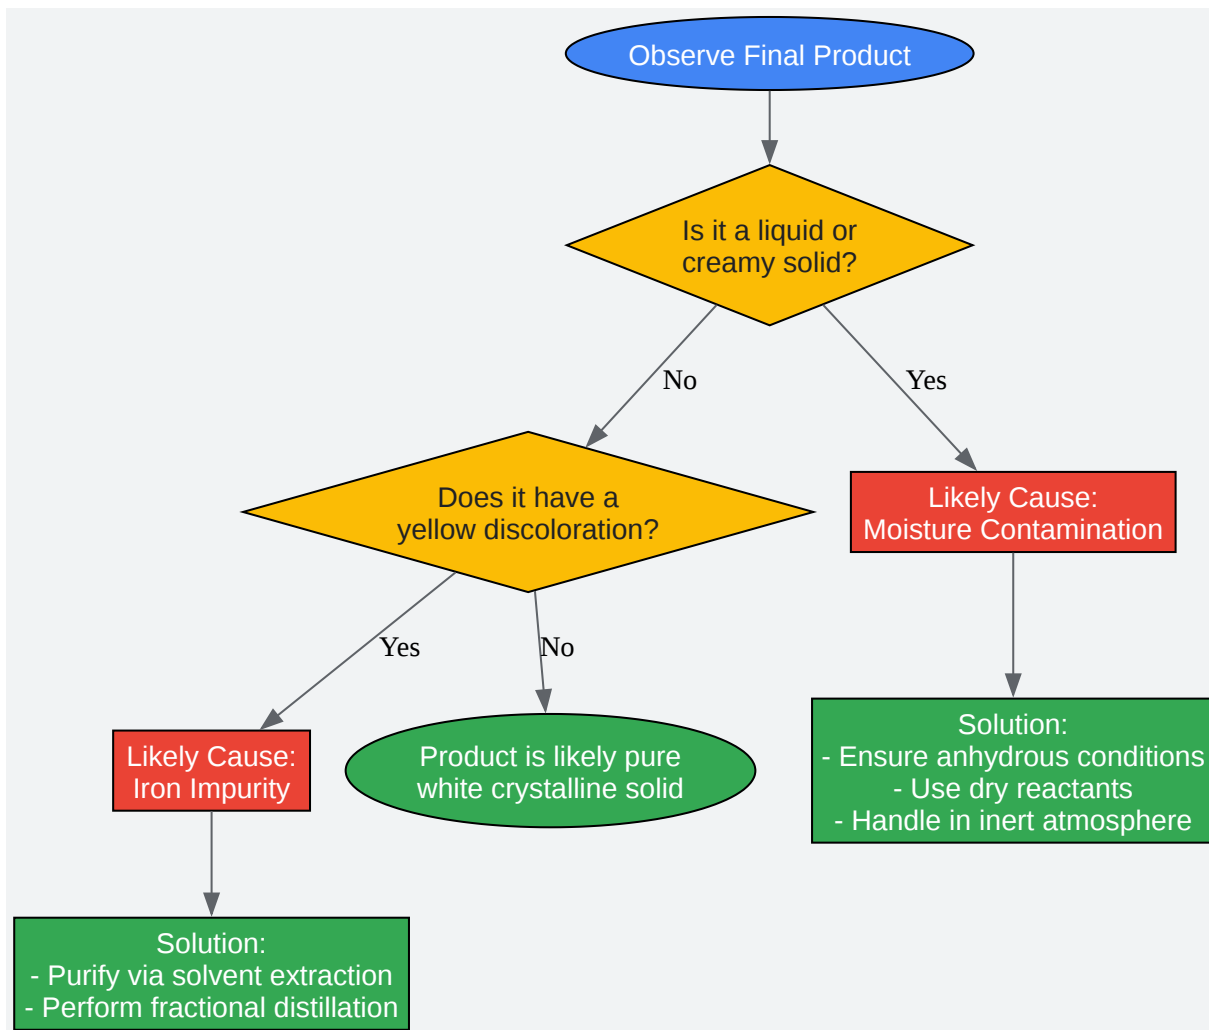 Observe Final Product
Is it a liquid or
creamy solid?
No
Yes
Does it have a
yellow discoloration?
Likely Cause:
Moisture Contamination
Yes
No
Likely Cause:
Iron Impurity
Product is likely pure
white crystalline solid
Solution:
- Ensure anhydrous conditions
- Use dry reactants
- Handle in inert atmosphere
Solution:
- Purify via solvent extraction
- Perform fractional distillation